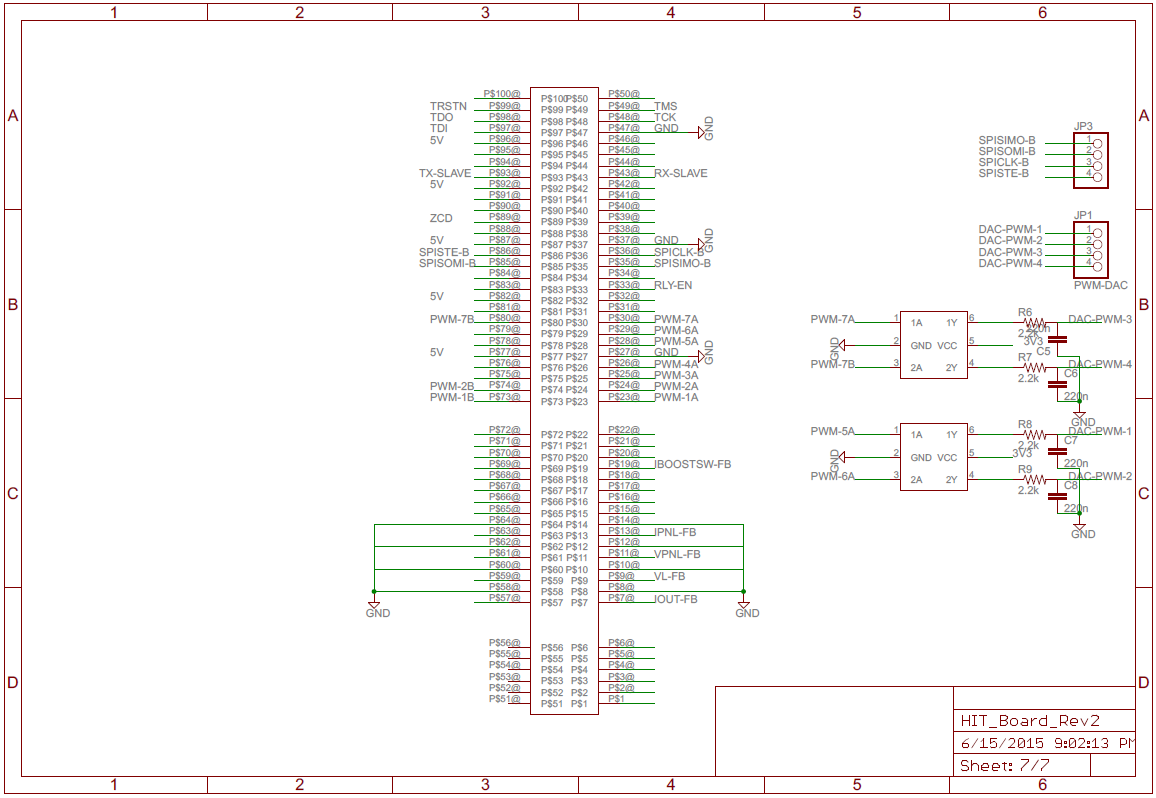 1 2 3 4 5 6
A A
B B
C C
D D
P$100@ P$100 P$50 P$50@
TRSTN P$99@ P$99 P$49 P$49@ TMS
TDO P$98@ P$98 P$48 P$48@ TCK
TDI P$97@ P$97 P$47 P$47@ GND GND
5V P$96@ P$96 P$46 P$46@
P$95@ P$95 P$45 P$45@
P$94@ P$94 P$44 P$44@
TX-SLAVE P$93@ P$93 P$43 P$43@ RX-SLAVE
5V P$92@ P$92 P$42 P$42@
P$91@ P$91 P$41 P$41@
P$90@ P$90 P$40 P$40@
ZCD P$89@ P$89 P$39 P$39@
P$88@ P$88 P$38 P$38@
5V P$87@ P$87 P$37 P$37@ GND GND
SPISTE-B P$86@ P$86 P$36 P$36@ SPICLK-B
SPISOMI-B P$85@ P$85 P$35 P$35@ SPISIMO-B
P$84@ P$84 P$34 P$34@
P$83@ P$83 P$33 P$33@ RLY-EN
5V P$82@ P$82 P$32 P$32@
P$81@ P$81 P$31 P$31@
PWM-7B P$80@ P$80 P$30 P$30@ PWM-7A
P$79@ P$79 P$29 P$29@ PWM-6A
P$78@ P$78 P$28 P$28@ PWM-5A
5V P$77@ P$77 P$27 P$27@ GND GND
P$76@ P$76 P$26 P$26@ PWM-4A
P$75@ P$75 P$25 P$25@ PWM-3A
PWM-2B P$74@ P$74 P$24 P$24@ PWM-2A
PWM-1B P$73@ P$73 P$23 P$23@ PWM-1A
P$72@ P$72 P$22 P$22@
P$71@ P$71 P$21 P$21@
P$70@ P$70 P$20 P$20@
P$69@ P$69 P$19 P$19@ IBOOSTSW-FB
P$68@ P$68 P$18 P$18@
P$67@ P$67 P$17 P$17@
P$66@ P$66 P$16 P$16@
P$65@ P$65 P$15 P$15@
P$64@ P$64 P$14 P$14@
P$63@ P$63 P$13 P$13@ IPNL-FB
P$62@ P$62 P$12 P$12@
P$61@ P$61 P$11 P$11@ VPNL-FB
P$60@ P$60 P$10 P$10@
P$59@ P$59 P$9 P$9@ VL-FB
P$58@ P$58 P$8 P$8@
P$57@ P$57 P$7 P$7@ IOUT-FB
GND GND
P$56@ P$56 P$6 P$6@
P$55@ P$55 P$5 P$5@
P$54@ P$54 P$4 P$4@
P$53@ P$53 P$3 P$3@
P$52@ P$52 P$2 P$2@
P$51@ P$51 P$1 P$1
JP3
SPISIMO-B 1
SPISOMI-B 2
SPICLK-B 3
SPISTE-B 4
JP1
DAC-PWM-1 1
DAC-PWM-2 2
DAC-PWM-3 3
DAC-PWM-4 4
PWM-DAC
PWM-7A 1 1A 1Y 6 R6 2.2k 220n C5 DAC-PWM-3
GND 2 GND VCC 5 3V3
PWM-7B 3 2A 2Y 4 R7 2.2k C6 220n DAC-PWM-4
GND
PWM-5A 1 1A 1Y 6 R8 2.2k C7 220n DAC-PWM-1
GND 2 GND VCC 5 3V3
PWM-6A 3 2A 2Y 4 R9 2.2k C8 220n DAC-PWM-2
GND
HIT_Board_Rev2
6/15/2015 9:02:13 PM
Sheet: 7/7
1 2 3 4 5 6